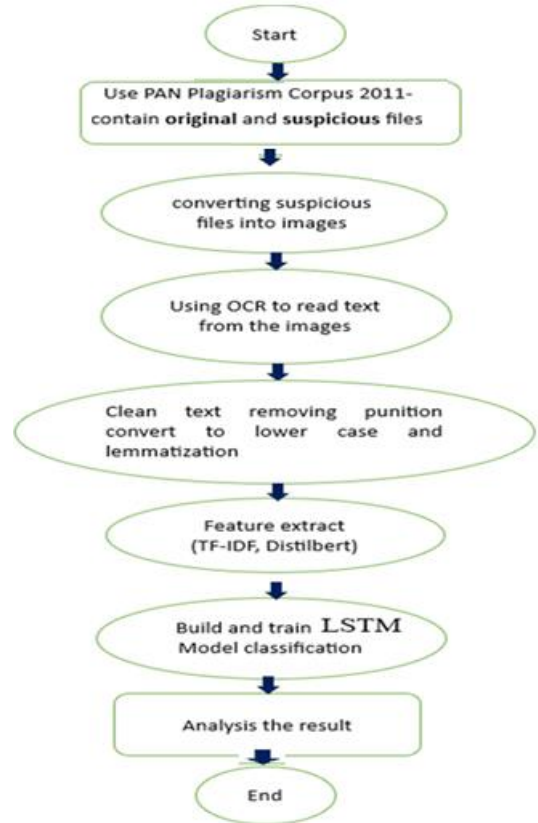 Start
Use PAN Plagiarism Corpus 2011-
contain original and suspicious files
converting suspicious
files into images
Using OCR to read text
from the images
Clean text removing punition
convert to lower case and
lemmatization
Feature extract
(TF-IDF, Distilbert)
Build and train LSTM
Model classification
Analysis the result
End